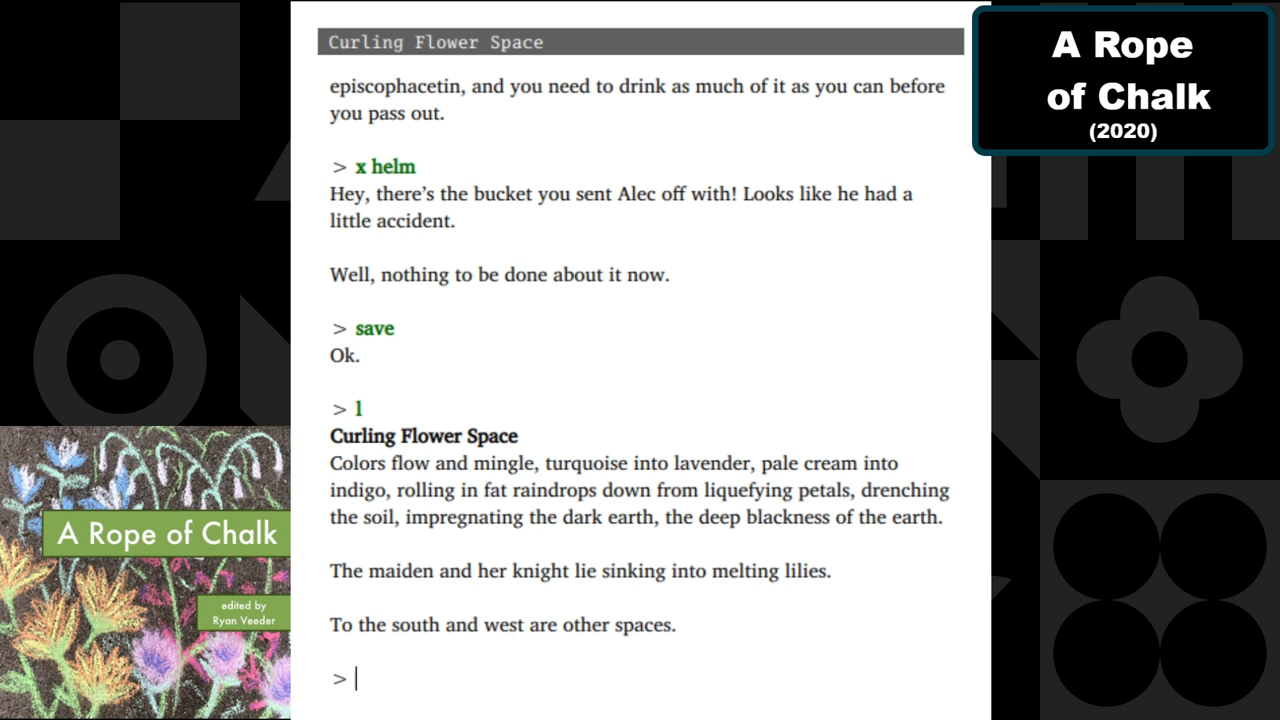 Curling Flower Space
episcophacetin, and you need to drink as much of it as you can before
you pass out.
> x helm
Hey, there’s the bucket you sent Alec off with! Looks like he had a
little accident.
Well, nothing to be done about it now.
> save
Ok.
> l
Curling Flower Space
Colors flow and mingle, turquoise into lavender, pale cream into
indigo, rolling in fat raindrops down from liquefying petals, drenching
the soil, impregnating the dark earth, the deep blackness of the earth.
The maiden and her knight lie sinking into melting lilies.
To the south and west are other spaces.
>
A Rope
of Chalk
(2020)
A Rope of Chalk
edited by
Ryan Veeder